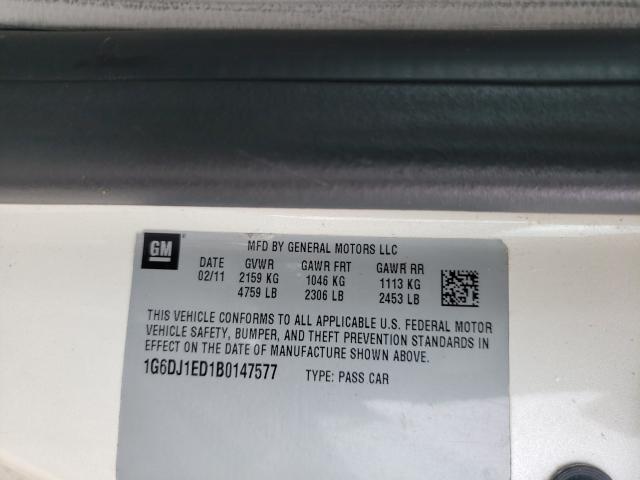 GM
MFD BY GENERAL MOTORS LLC
DATE GVWR GAWR FRT GAWR RR
02/11 2159 KG 1046 KG 1113 KG
4759 LB 2306 LB 2453 LB
THIS VEHICLE CONFORMS TO ALL APPLICABLE U.S. FEDERAL MOTOR
VEHICLE SAFETY, BUMPER, AND THEFT PREVENTION STANDARDS
IN EFFECT ON THE DATE OF MANUFACTURE SHOWN ABOVE.
1G6DJ1ED1B0147577 TYPE: PASS CAR